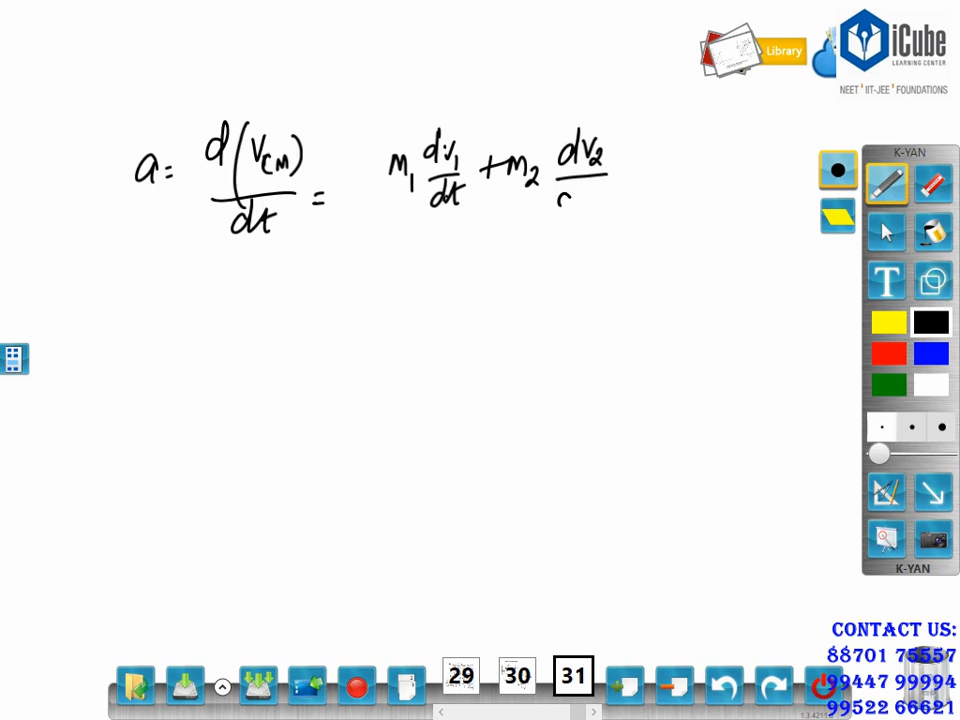 Library
iCube
LEARNING CENTER
NEET ' IIT-JEE ' FOUNDATIONS
K-YAN
a = d(V_CM)/dt = m₁ dv₁/dt + m₂ dv₂/
T
K-YAN
CONTACT US:
88701 75557
99447 99994
99522 66621
29 30 31